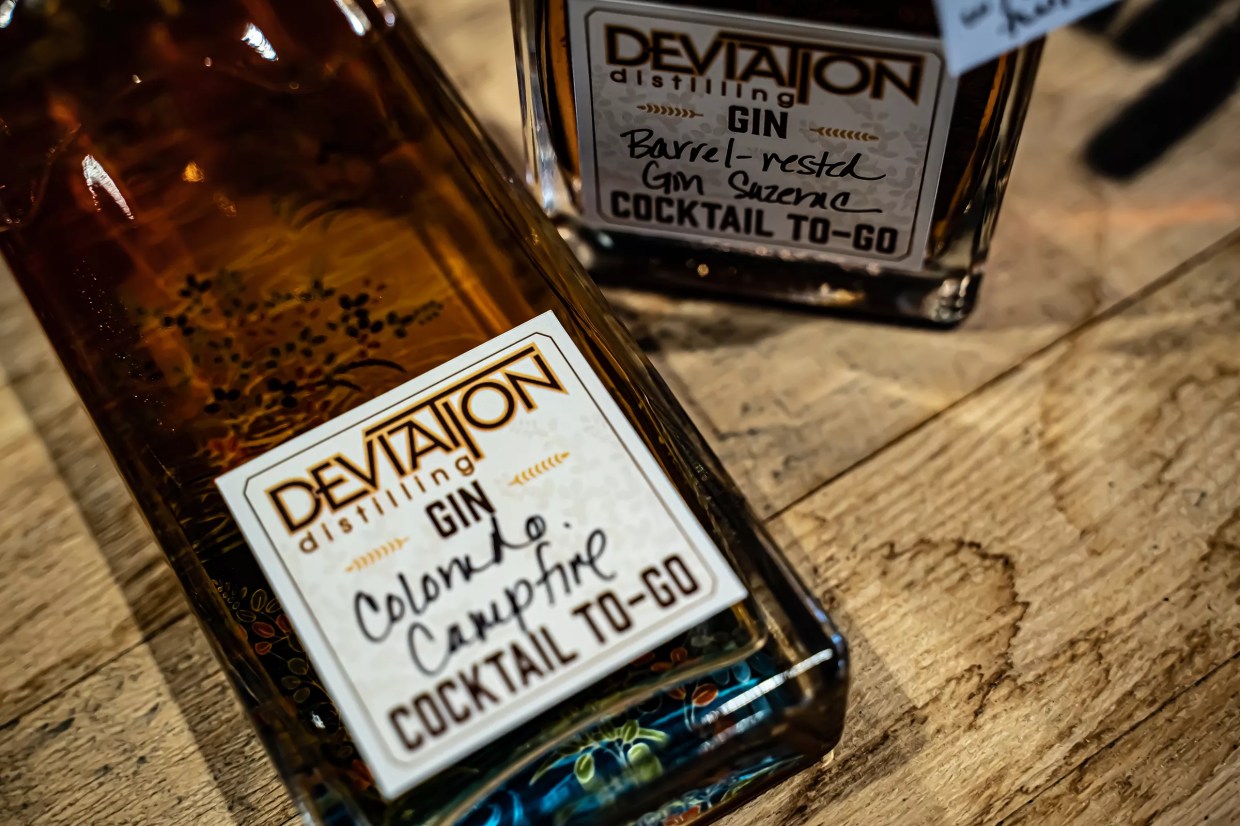 DEVIATION
distilling
GIN
Barrel-rested
Gin Sazerac
COCKTAIL TO-GO
DEVIATION
distilling
GIN
Colorado
Campfire
COCKTAIL TO-GO